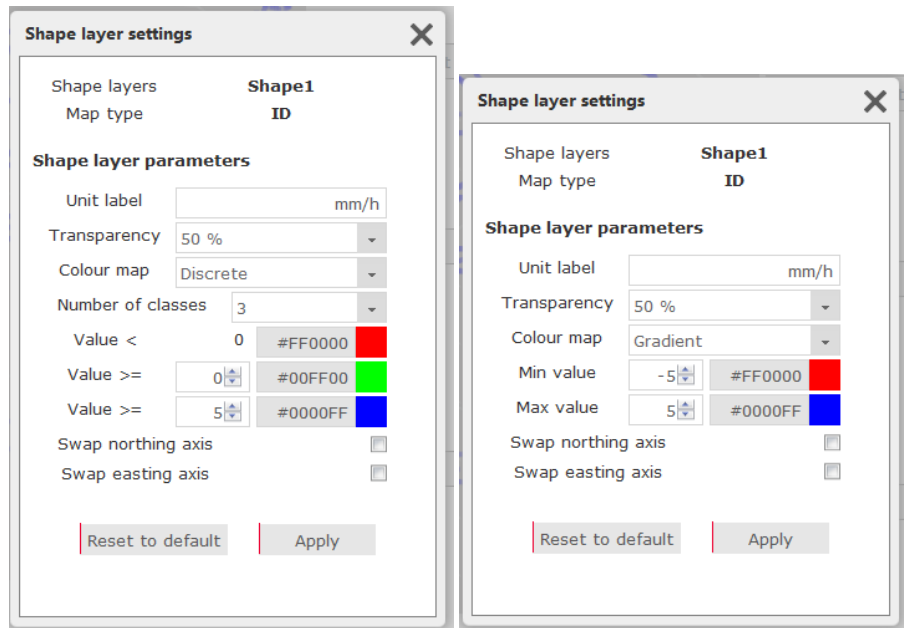 Shape layer settings
Shape layers Shape1
Map type ID
Shape layer parameters
Unit label mm/h
Transparency 50 %
Colour map Discrete
Number of classes 3
Value < 0 #FF0000
Value >= 0 #00FF00
Value >= 5 #0000FF
Swap northing axis
Swap easting axis
Reset to default Apply
Shape layer settings
Shape layers Shape1
Map type ID
Shape layer parameters
Unit label mm/h
Transparency 50 %
Colour map Gradient
Min value -5 #FF0000
Max value 5 #0000FF
Swap northing axis
Swap easting axis
Reset to default Apply